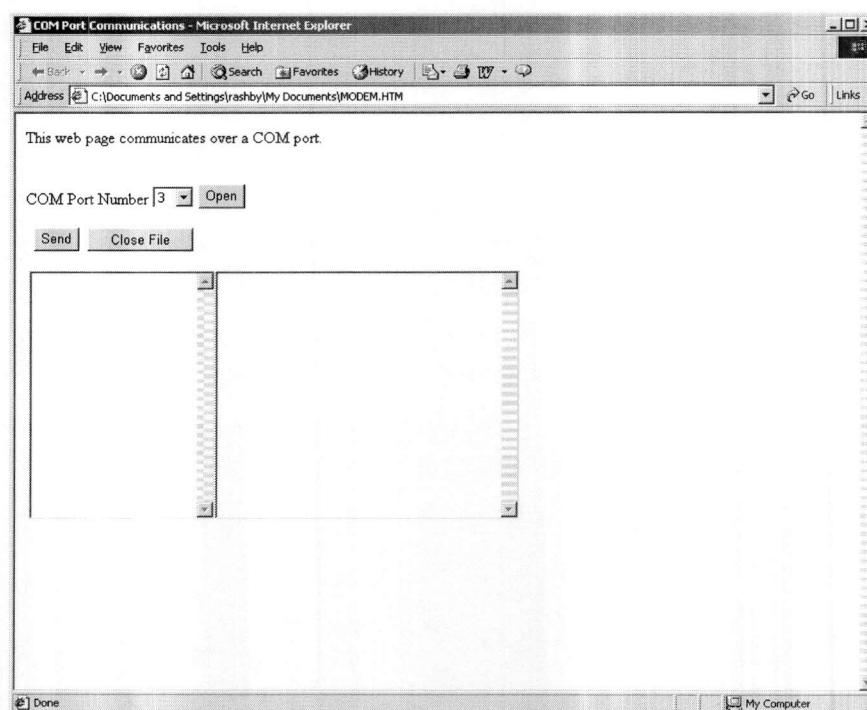 COM Port Communications - Microsoft Internet Explorer
File Edit View Favorites Tools Help
Back Search Favorites History
Address C:\Documents and Settings\rashby\My Documents\MODEM.HTM Go Links
This web page communicates over a COM port.
COM Port Number 3 Open
Send Close File
Done My Computer